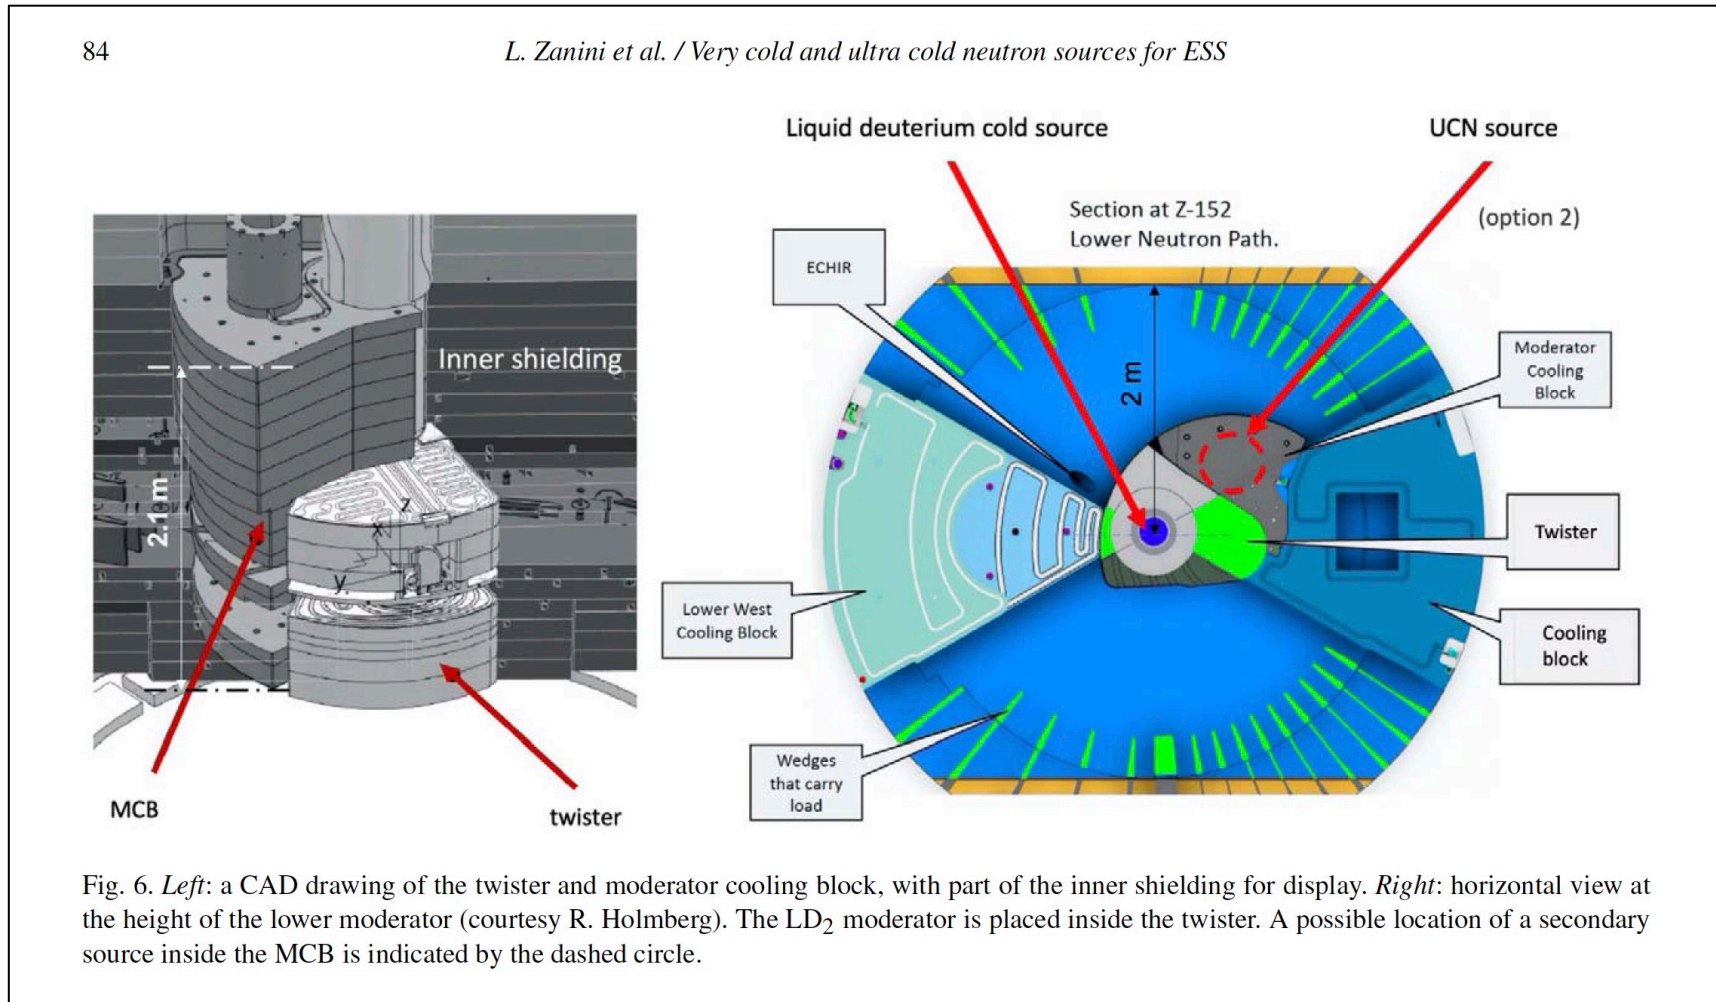 84
L. Zanini et al. / Very cold and ultra cold neutron sources for ESS
Inner shielding
2.1 m
z
x
y
MCB
twister
Liquid deuterium cold source
UCN source
(option 2)
Section at Z-152
Lower Neutron Path.
ECHIR
2 m
Moderator
Cooling
Block
Twister
Lower West
Cooling Block
Cooling
block
Wedges
that carry
load
Fig. 6. Left: a CAD drawing of the twister and moderator cooling block, with part of the inner shielding for display. Right: horizontal view at
the height of the lower moderator (courtesy R. Holmberg). The LD₂ moderator is placed inside the twister. A possible location of a secondary
source inside the MCB is indicated by the dashed circle.